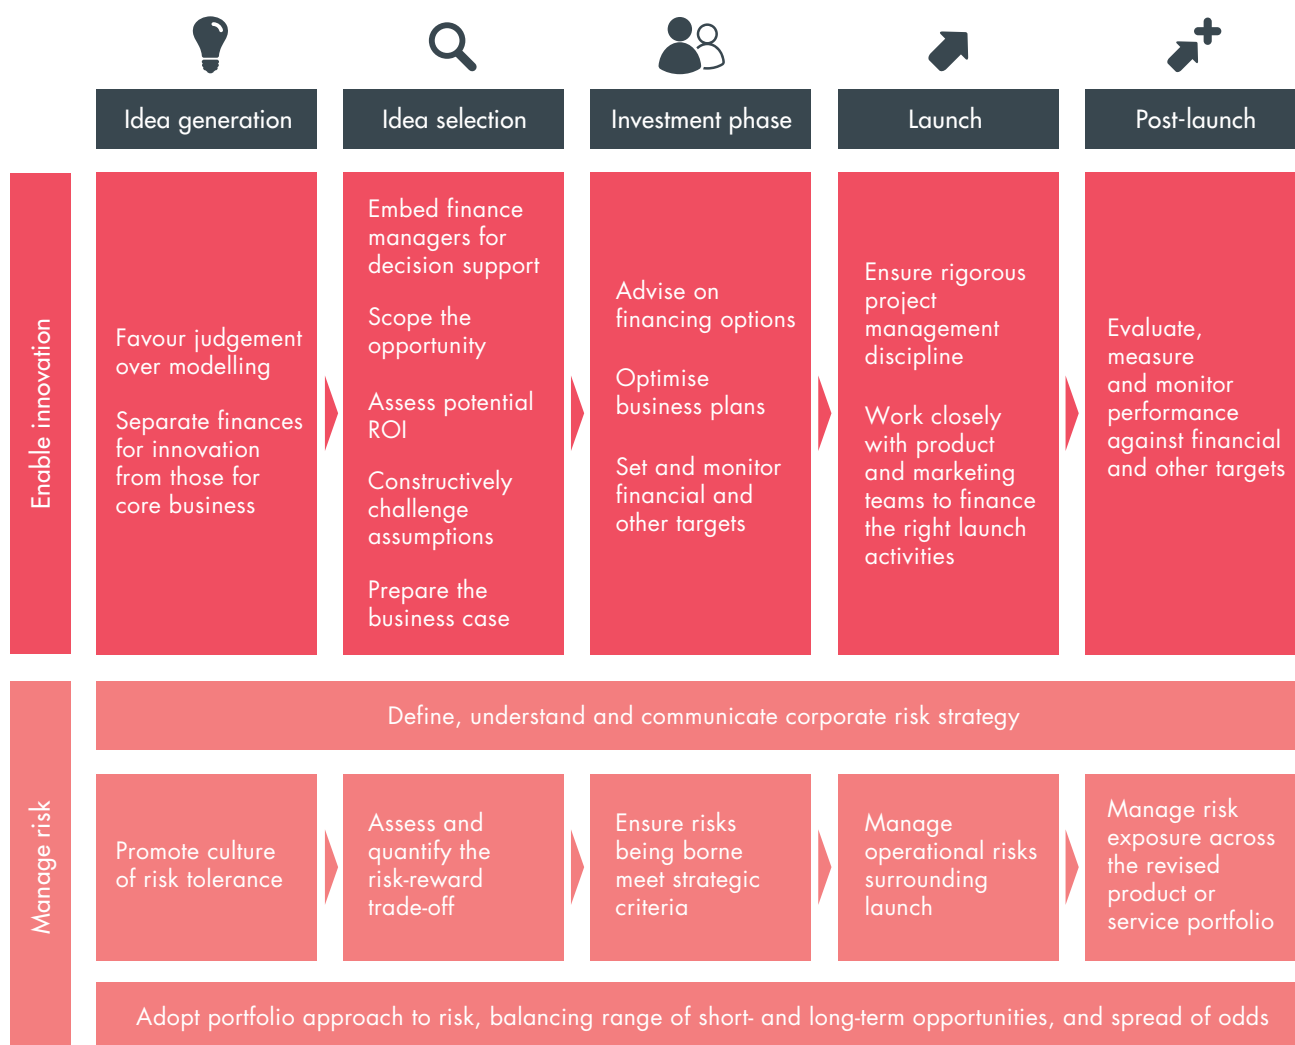 Idea generation
Idea selection
Investment phase
Launch
Post-launch
Enable innovation
Favour judgement
over modelling
Separate finances
for innovation
from those for
core business
Embed finance
managers for
decision support
Scope the
opportunity
Assess potential
ROI
Constructively
challenge
assumptions
Prepare the
business case
Advise on
financing options
Optimise
business plans
Set and monitor
financial and
other targets
Ensure rigorous
project
management
discipline
Work closely
with product
and marketing
teams to finance
the right launch
activities
Evaluate,
measure
and monitor
performance
against financial
and other targets
Manage risk
Define, understand and communicate corporate risk strategy
Promote culture
of risk tolerance
Assess and
quantify the
risk-reward
trade-off
Ensure risks
being borne
meet strategic
criteria
Manage
operational risks
surrounding
launch
Manage risk
exposure across
the revised
product or
service portfolio
Adopt portfolio approach to risk, balancing range of short- and long-term opportunities, and spread of odds